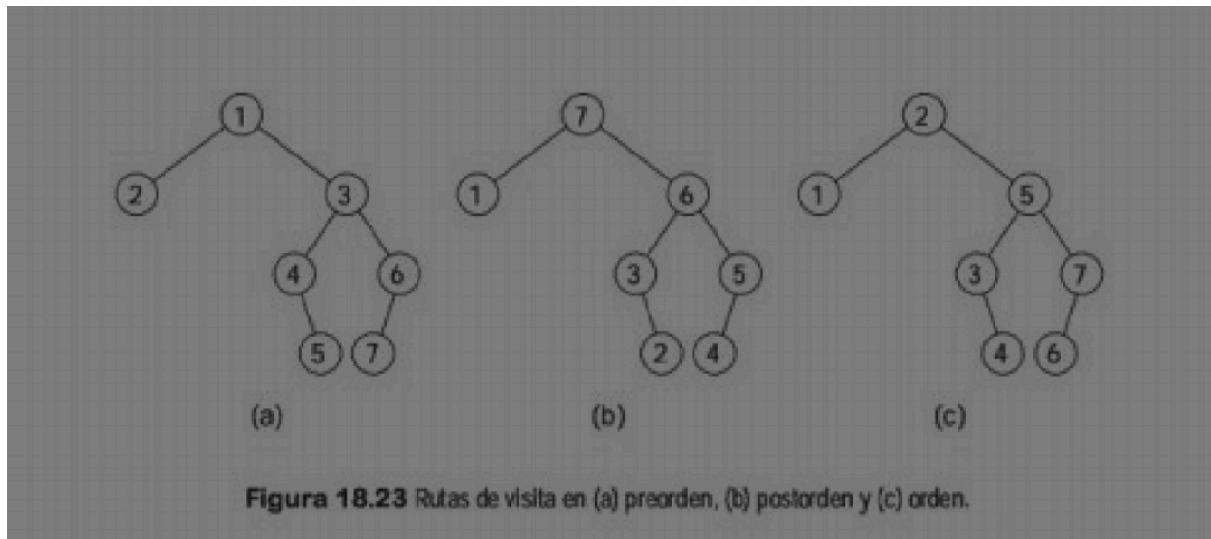 1 7 2
2 3 1 6 1 5
4 6 3 5 3 7
5 7 2 4 4 6
(a) (b) (c)
Figura 18.23 Rutas de visita en (a) preorden, (b) postorden y (c) orden.